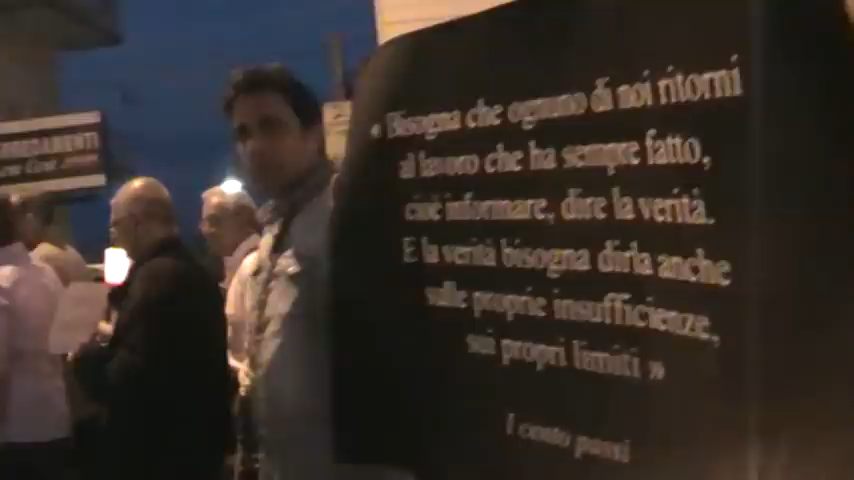 « Bisogna che ognuno di noi ritorni
al lavoro che ha sempre fatto,
cioè informare, dire la verità.
E la verità bisogna dirla anche
sulle proprie insufficienze,
sui propri limiti »
I cento passi